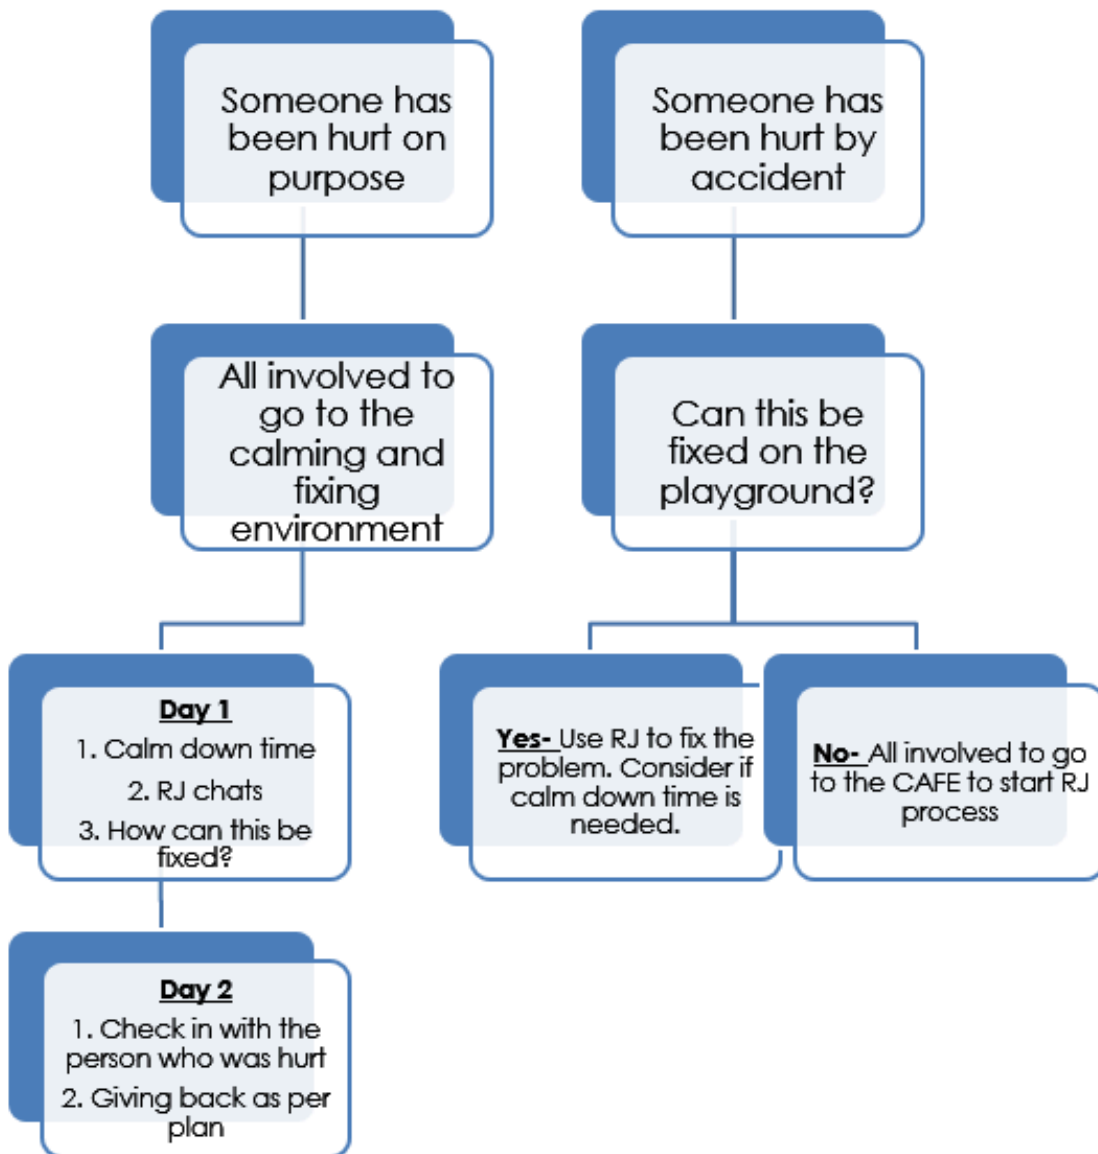 Someone has
been hurt on
purpose
Someone has
been hurt by
accident
All involved to
go to the
calming and
fixing
environment
Can this be
fixed on the
playground?
Day 1
1. Calm down time
2. RJ chats
3. How can this be
fixed?
Yes- Use RJ to fix the
problem. Consider if
calm down time is
needed.
No- All involved to go
to the CAFE to start RJ
process
Day 2
1. Check in with the
person who was hurt
2. Giving back as per
plan